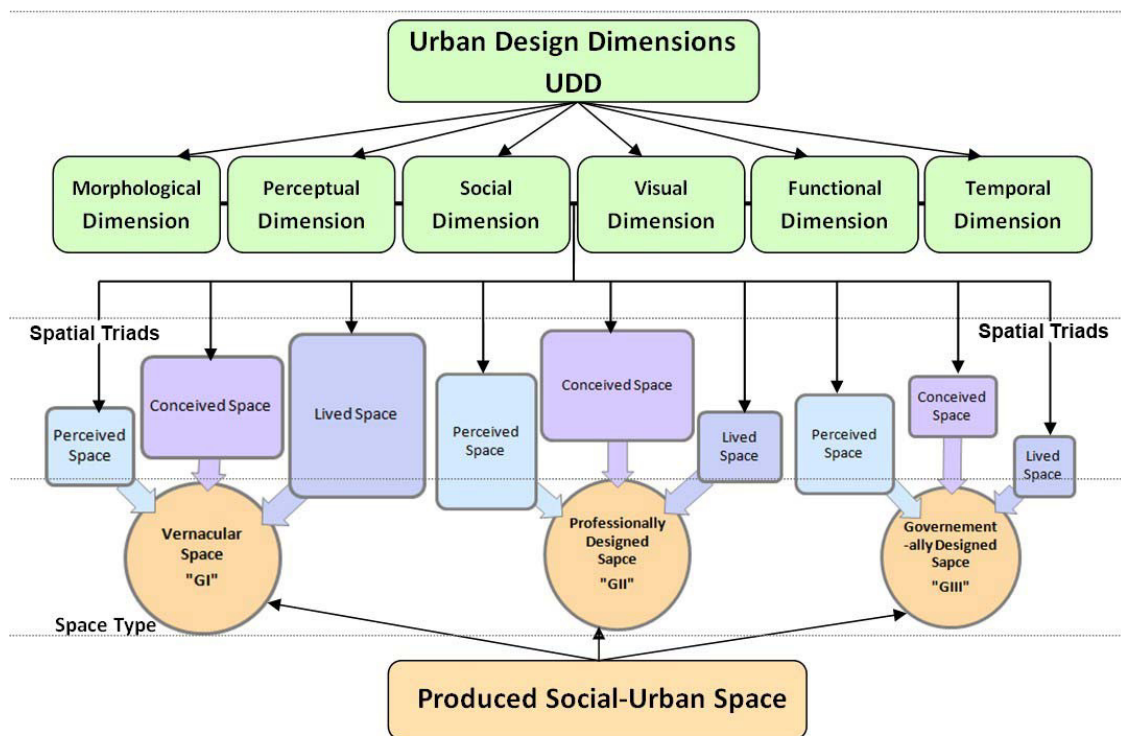 Urban Design Dimensions
UDD
Morphological
Dimension
Perceptual
Dimension
Social
Dimension
Visual
Dimension
Functional
Dimension
Temporal
Dimension
Spatial Triads
Spatial Triads
Perceived
Space
Conceived Space
Lived Space
Perceived
Space
Conceived Space
Lived
Space
Perceived
Space
Conceived
Space
Lived
Space
Vernacular
Space
"GI"
Professionally
Designed
Sapce
"GII"
Governement
-ally Designed
Sapce
"GIII"
Space Type
Produced Social-Urban Space